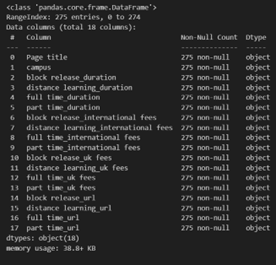 <class 'pandas.core.frame.DataFrame'>
RangeIndex: 275 entries, 0 to 274
Data columns (total 18 columns):
 #   Column                            Non-Null Count  Dtype
---  ------                            --------------  -----
 0   Page title                        275 non-null    object
 1   campus                            275 non-null    object
 2   block release_duration            275 non-null    object
 3   distance learning_duration        275 non-null    object
 4   full time_duration                275 non-null    object
 5   part time_duration                275 non-null    object
 6   block release_international fees  275 non-null    object
 7   distance learning_international fees 275 non-null    object
 8   full time_international fees      275 non-null    object
 9   part time_international fees      275 non-null    object
 10  block release_uk fees             275 non-null    object
 11  distance learning_uk fees         275 non-null    object
 12  full time_uk fees                 275 non-null    object
 13  part time_uk fees                 275 non-null    object
 14  block release_url                 275 non-null    object
 15  distance learning_url             275 non-null    object
 16  full time_url                     275 non-null    object
 17  part time_url                     275 non-null    object
dtypes: object(18)
memory usage: 38.8+ KB